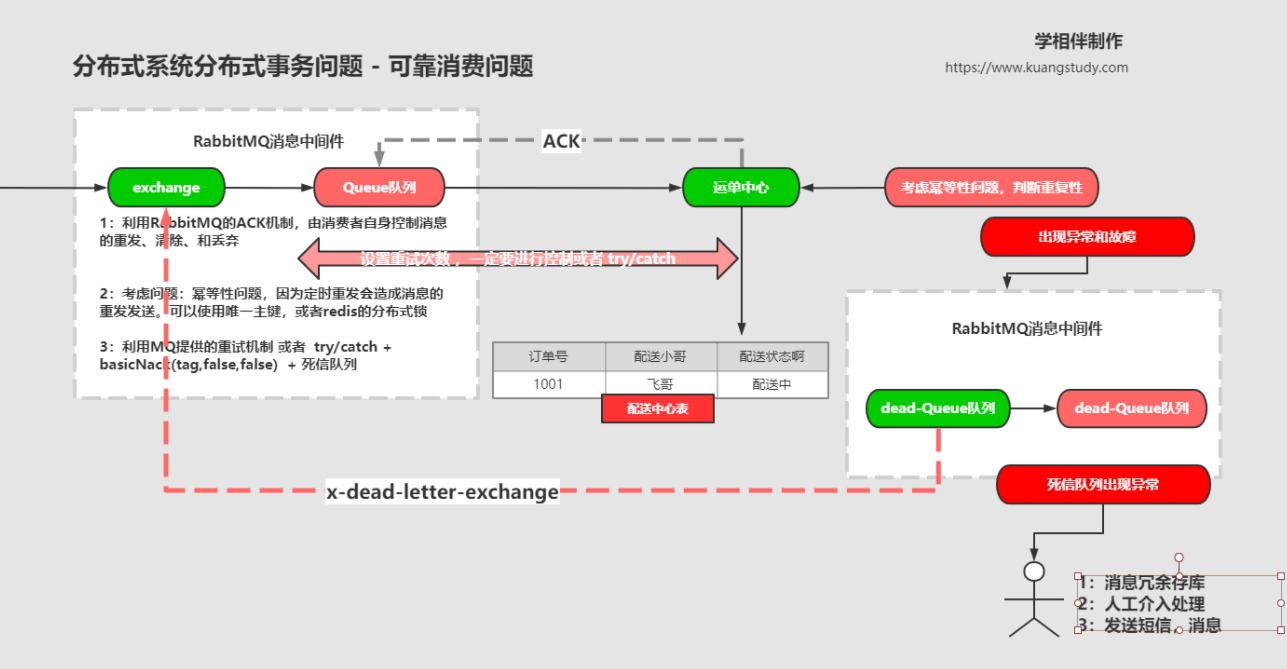 学相伴制作
分布式系统分布式事务问题 - 可靠消费问题
https://www.kuangstudy.com
RabbitMQ消息中间件
ACK
exchange
Queue队列
运单中心
考虑幂等性问题，判断重复性
1：利用RabbitMQ的ACK机制，由消费者自身控制消息
的重发、清除、和丢弃
出现异常和故障
设置重试次数 ，一定要进行控制或者 try/catch
2：考虑问题：幂等性问题，因为定时重发会造成消息的
重发发送。可以使用唯一主键，或者redis的分布式锁
3：利用MQ提供的重试机制 或者 try/catch +
basicNack(tag,false,false) + 死信队列
RabbitMQ消息中间件
订单号 配送小哥 配送状态啊
1001 飞哥 配送中
配送中心表
dead-Queue队列
dead-Queue队列
x-dead-letter-exchange
死信队列出现异常
1：消息冗余存库
2：人工介入处理
3：发送短信，消息